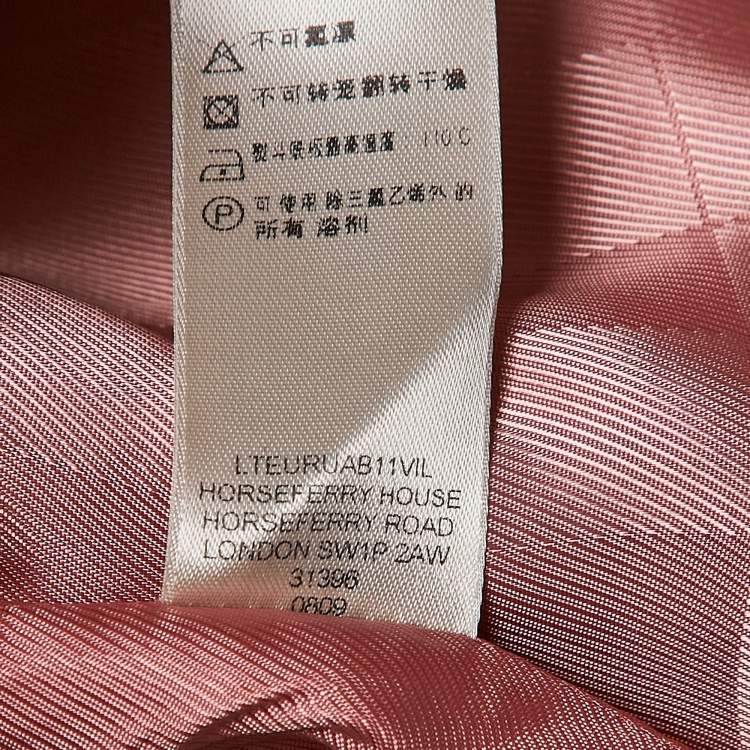 不可氯漂
不可转笼翻转干燥
熨斗底板最高温度 110 C
P 可使用除三氯乙烯外的
所有 溶剂
LTEURUAB11VIL
HORSEFERRY HOUSE
HORSEFERRY ROAD
LONDON SW1P 2AW
31396
0809